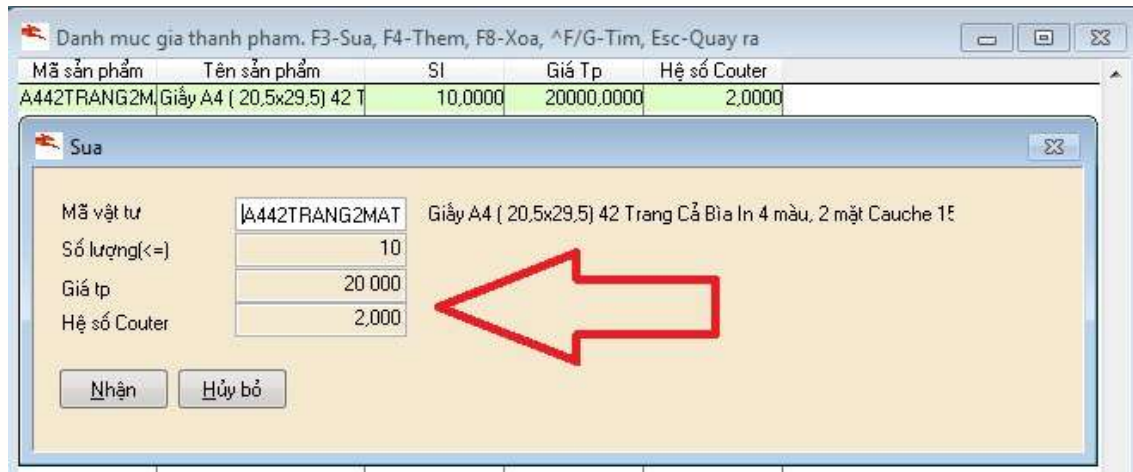 Danh muc gia thanh pham. F3-Sua, F4-Them, F8-Xoa, ^F/G-Tim, Esc-Quay ra
Mã sản phẩm Tên sản phẩm Sl Giá Tp Hệ số Couter
A442TRANG2M Giấy A4 ( 20,5x29,5) 42 T 10,0000 20000,0000 2,0000
Sua
Mã vật tư A442TRANG2MAT Giấy A4 ( 20,5x29,5) 42 Trang Cả Bìa In 4 màu, 2 mặt Cauche 15
Số lượng(<=) 10
Giá tp 20 000
Hệ số Couter 2,000
Nhận Hủy bỏ